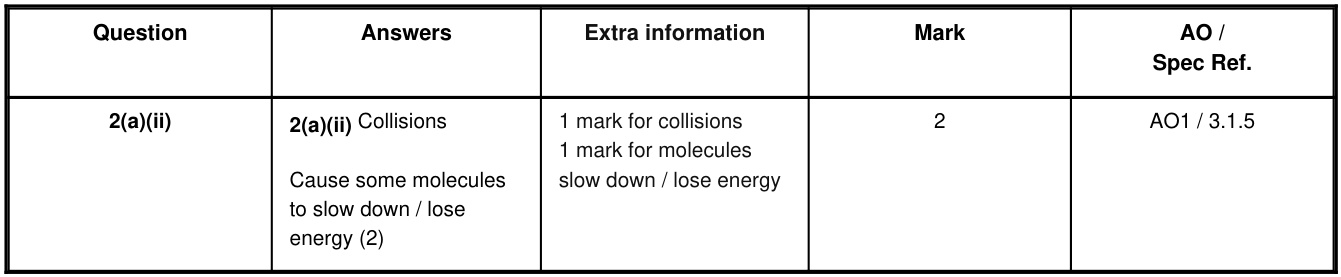 Question Answers Extra information Mark AO /
Spec Ref.
2(a)(ii) 2(a)(ii) Collisions 1 mark for collisions 2 AO1 / 3.1.5
1 mark for molecules
Cause some molecules slow down / lose energy
to slow down / lose
energy (2)